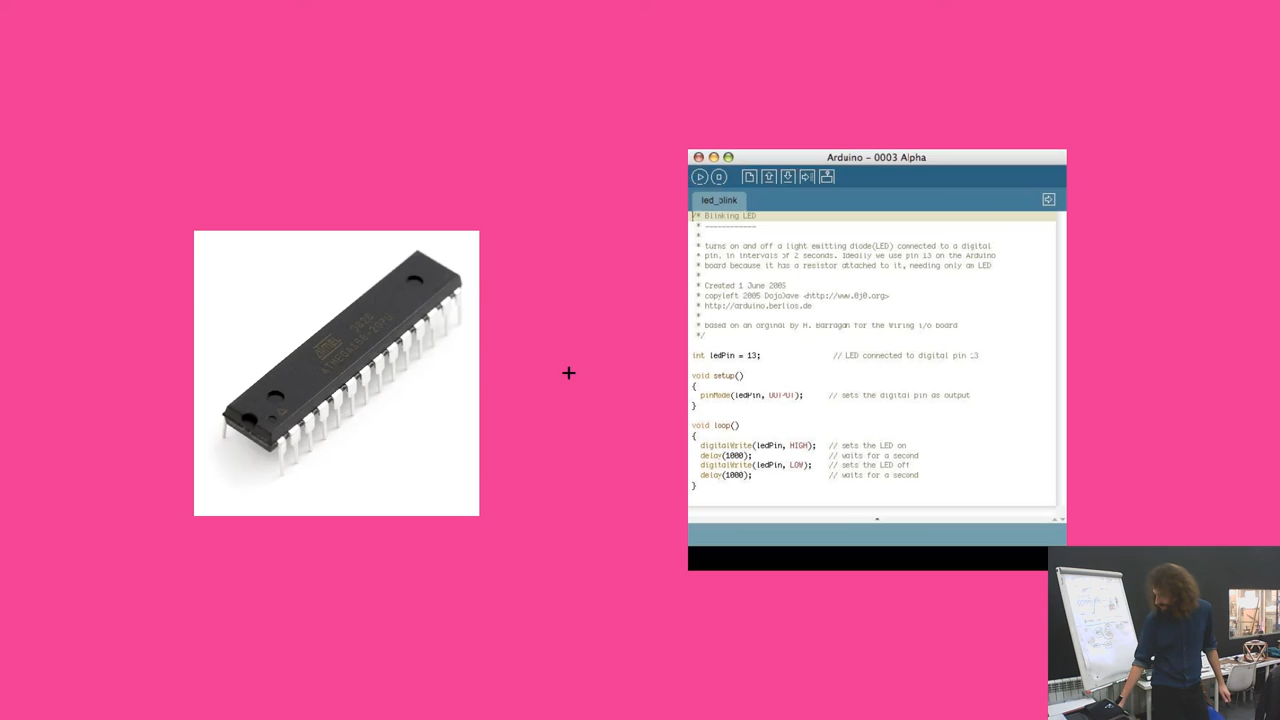 ATMEGA168-20PU
+
Arduino - 0003 Alpha
led_blink
/* Blinking LED
* ------------
*
* turns on and off a light emitting diode(LED) connected to a digital
* pin, in intervals of 2 seconds. Ideally we use pin 13 on the Arduino
* board because it has a resistor attached to it, needing only an LED
*
* Created 1 June 2005
* copyleft 2005 DojoDave <http://www.0j0.org>
* http://arduino.berlios.de
*
* based on an orginal by H. Barragan for the Wiring i/o board
*/
int ledPin = 13; // LED connected to digital pin 13
void setup()
{
pinMode(ledPin, OUTPUT); // sets the digital pin as output
}
void loop()
{
digitalWrite(ledPin, HIGH); // sets the LED on
delay(1000); // waits for a second
digitalWrite(ledPin, LOW); // sets the LED off
delay(1000); // waits for a second
}